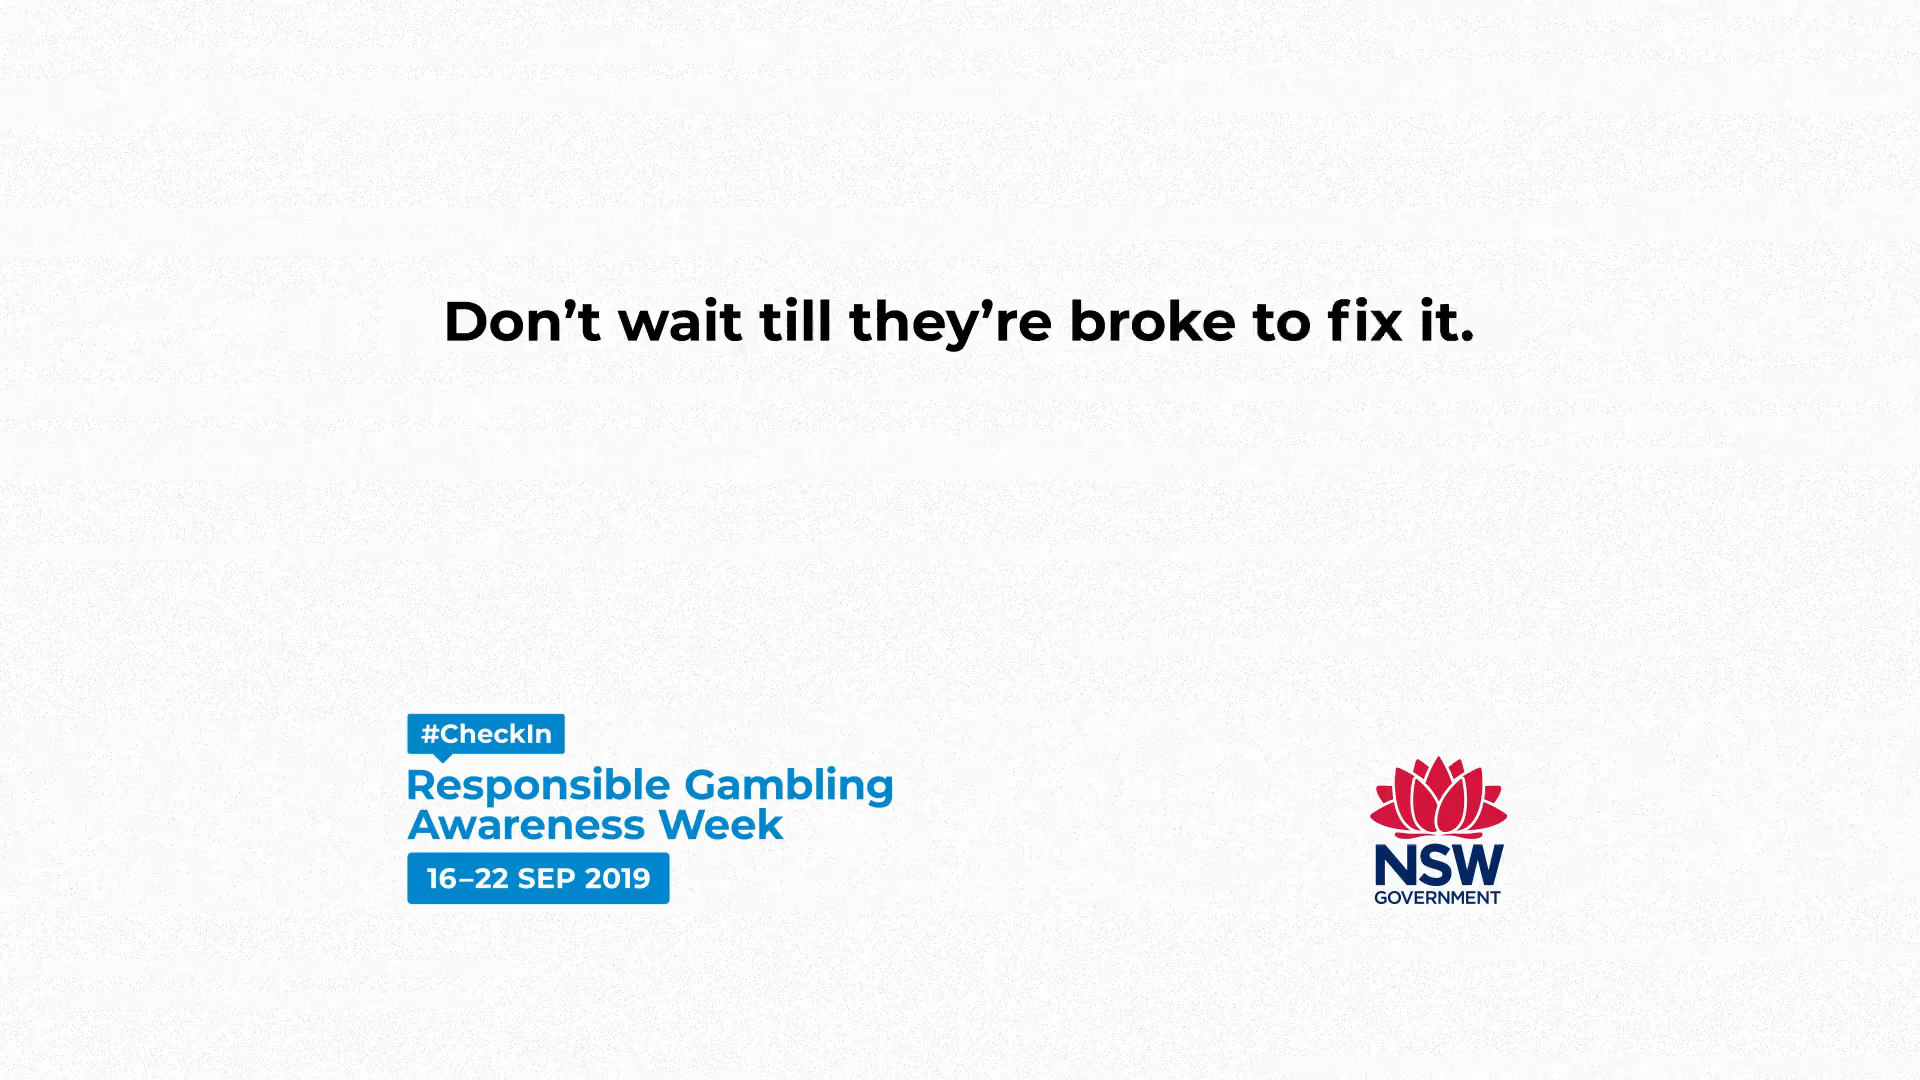 Don’t wait till they’re broke to fix it.
#CheckIn
Responsible Gambling
Awareness Week
16–22 SEP 2019
NSW
GOVERNMENT